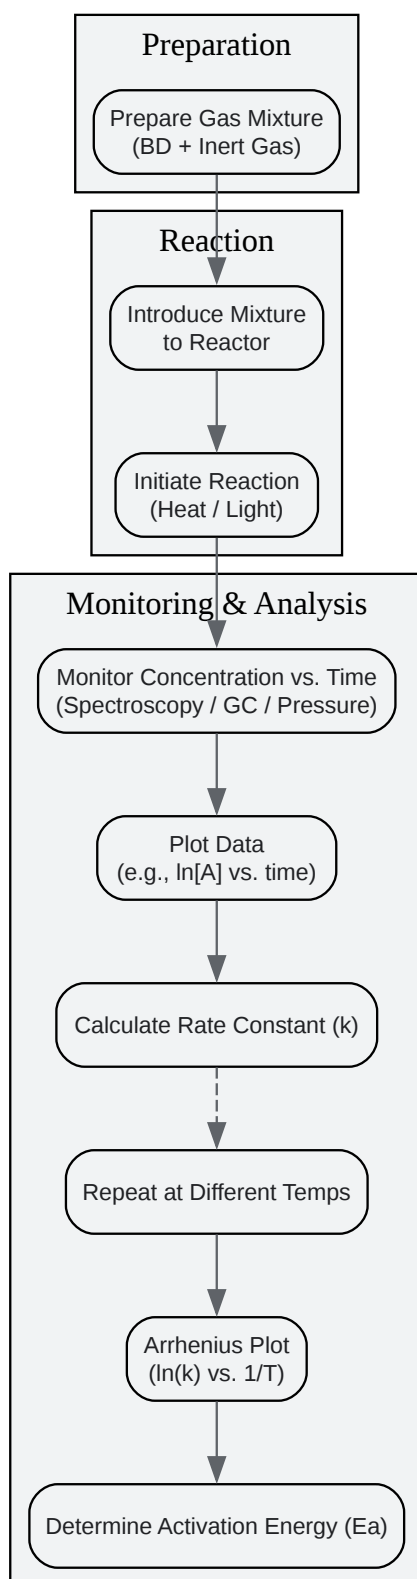 Preparation
Prepare Gas Mixture
(BD + Inert Gas)
Reaction
Introduce Mixture
to Reactor
Initiate Reaction
(Heat / Light)
Monitoring & Analysis
Monitor Concentration vs. Time
(Spectroscopy / GC / Pressure)
Plot Data
(e.g., ln[A] vs. time)
Calculate Rate Constant (k)
Repeat at Different Temps
Arrhenius Plot
(ln(k) vs. 1/T)
Determine Activation Energy (Ea)